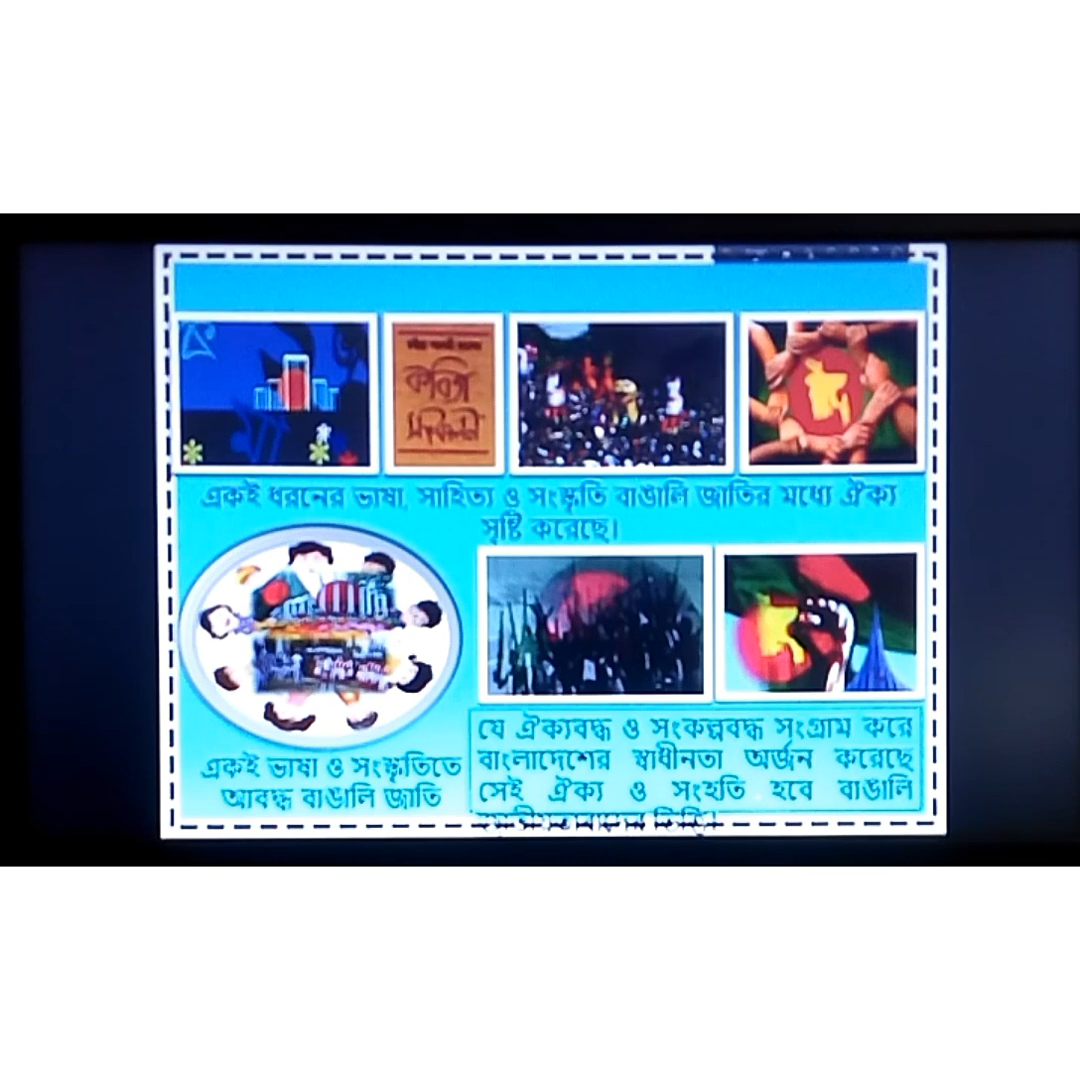 কবিতা
একই ধরনের ভাষা, সাহিত্য ও সংস্কৃতি বাঙালি জাতির মধ্যে ঐক্য
সৃষ্টি করেছে।
একই ভাষা ও সংস্কৃতিতে
আবদ্ধ বাঙালি জাতি
যে ঐক্যবদ্ধ ও সংকল্পবদ্ধ সংগ্রাম করে
বাংলাদেশের স্বাধীনতা অর্জন করেছে
সেই ঐক্য ও সংহতি হবে বাঙালি